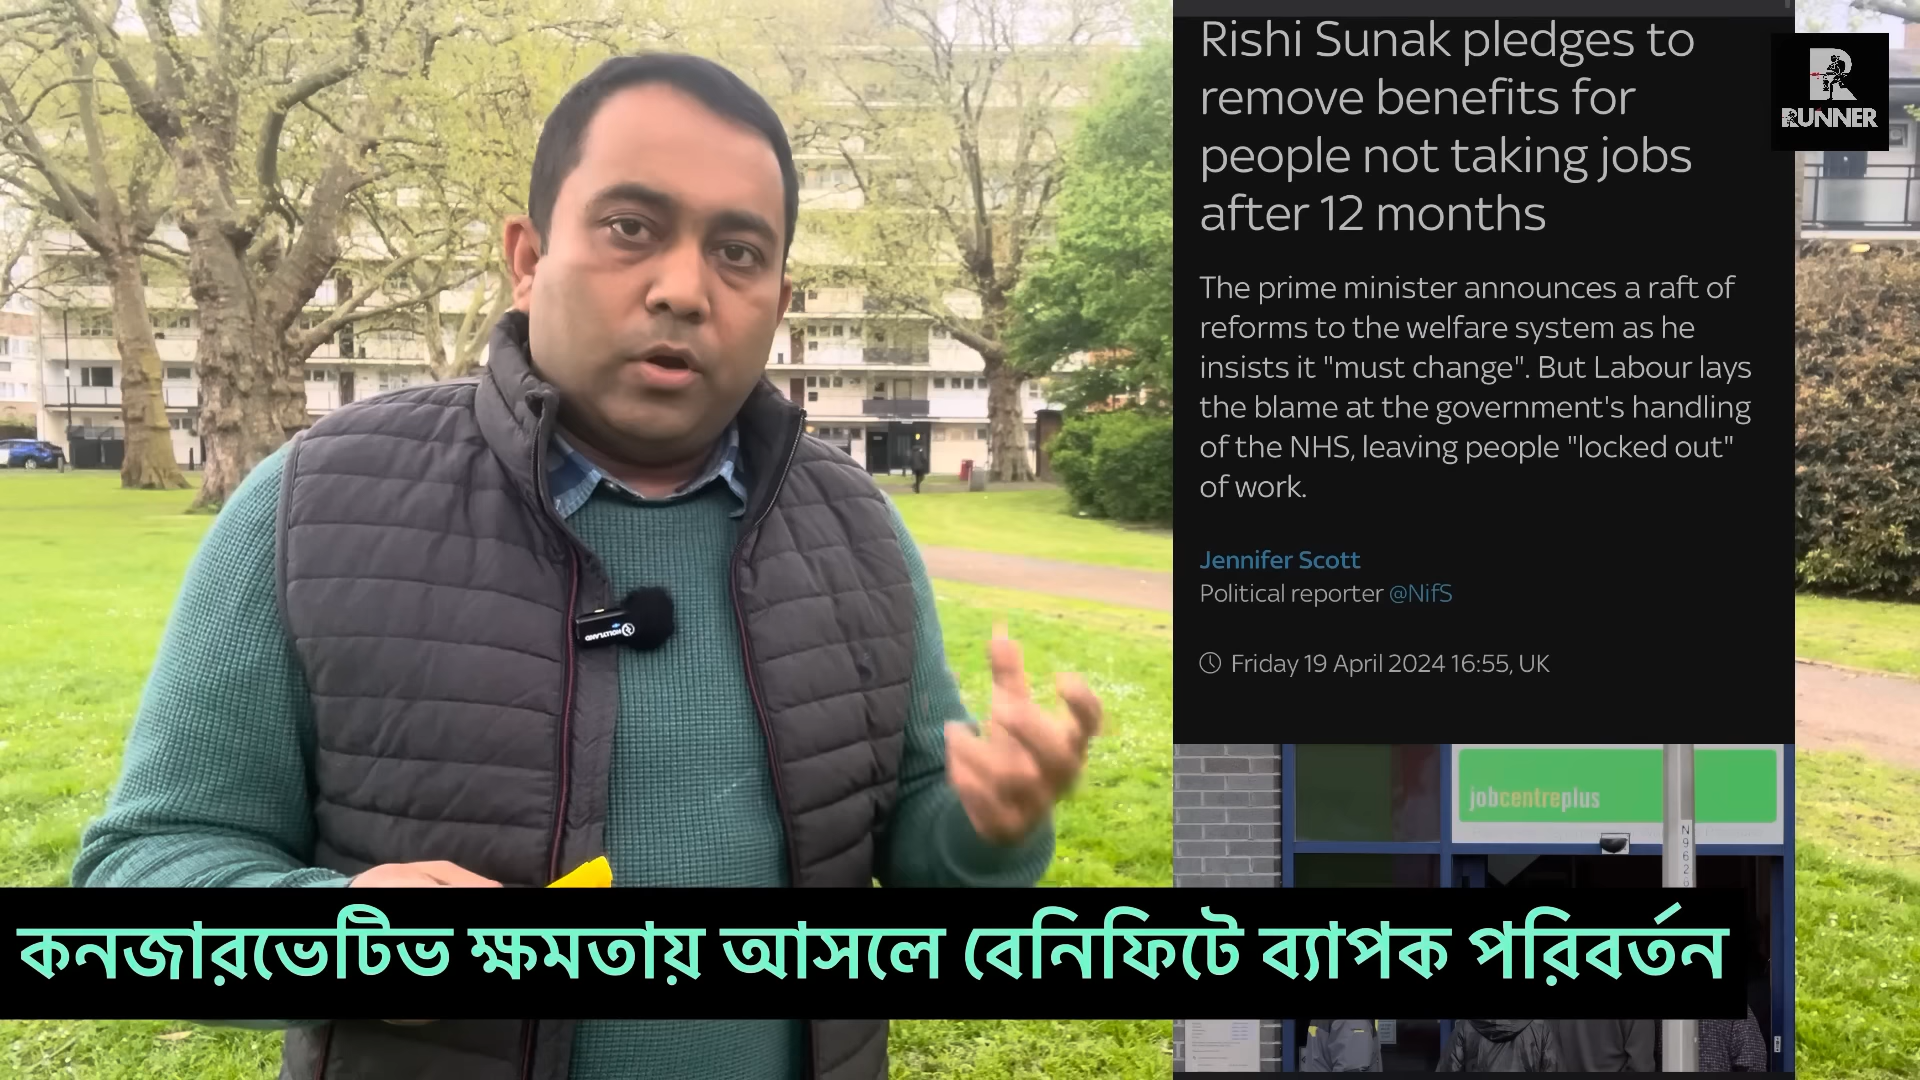 Rishi Sunak pledges to
remove benefits for
people not taking jobs
after 12 months
The prime minister announces a raft of
reforms to the welfare system as he
insists it "must change". But Labour lays
the blame at the government's handling
of the NHS, leaving people "locked out"
of work.
Jennifer Scott
Political reporter @NifS
Friday 19 April 2024 16:55, UK
RUNNER
HOLLYLAND
jobcentreplus
N962
কনজারভেটিভ ক্ষমতায় আসলে বেনিফিটে ব্যাপক পরিবর্তন